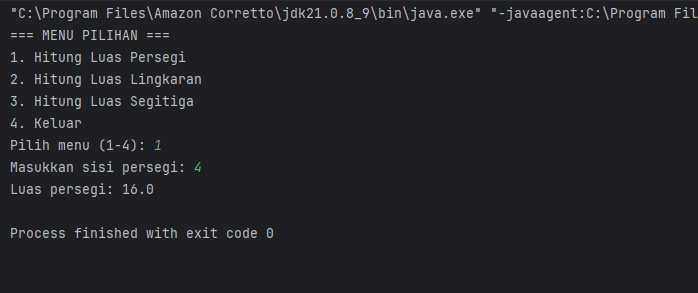 "C:\Program Files\Amazon Corretto\jdk21.0.8_9\bin\java.exe" "-javaagent:C:\Program Fil
=== MENU PILIHAN ===
1. Hitung Luas Persegi
2. Hitung Luas Lingkaran
3. Hitung Luas Segitiga
4. Keluar
Pilih menu (1-4): 1
Masukkan sisi persegi: 4
Luas persegi: 16.0
Process finished with exit code 0